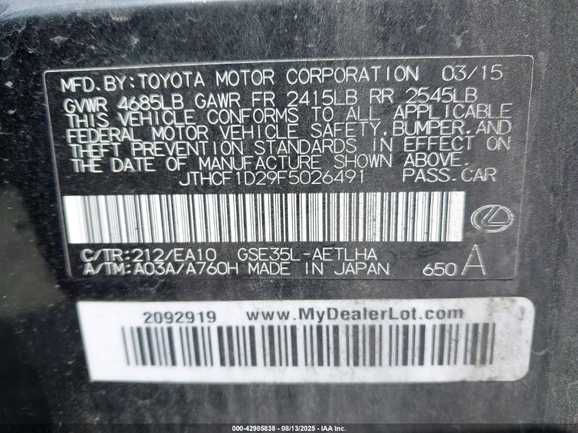 MFD. BY: TOYOTA MOTOR CORPORATION 03/15
GVWR 4685LB GAWR FR 2415LB RR 2545LB
THIS VEHICLE CONFORMS TO ALL APPLICABLE
FEDERAL MOTOR VEHICLE SAFETY, BUMPER, AND
THEFT PREVENTION STANDARDS IN EFFECT ON
THE DATE OF MANUFACTURE SHOWN ABOVE.
JTHCF1D29F5026491 PASS. CAR
C/TR: 212/EA10 GSE35L-AETLHA
A/TM: A03A/A760H MADE IN JAPAN 650 A
2092919 www.MyDealerLot.com
000-42985838 - 08/13/2025 - IAA Inc.